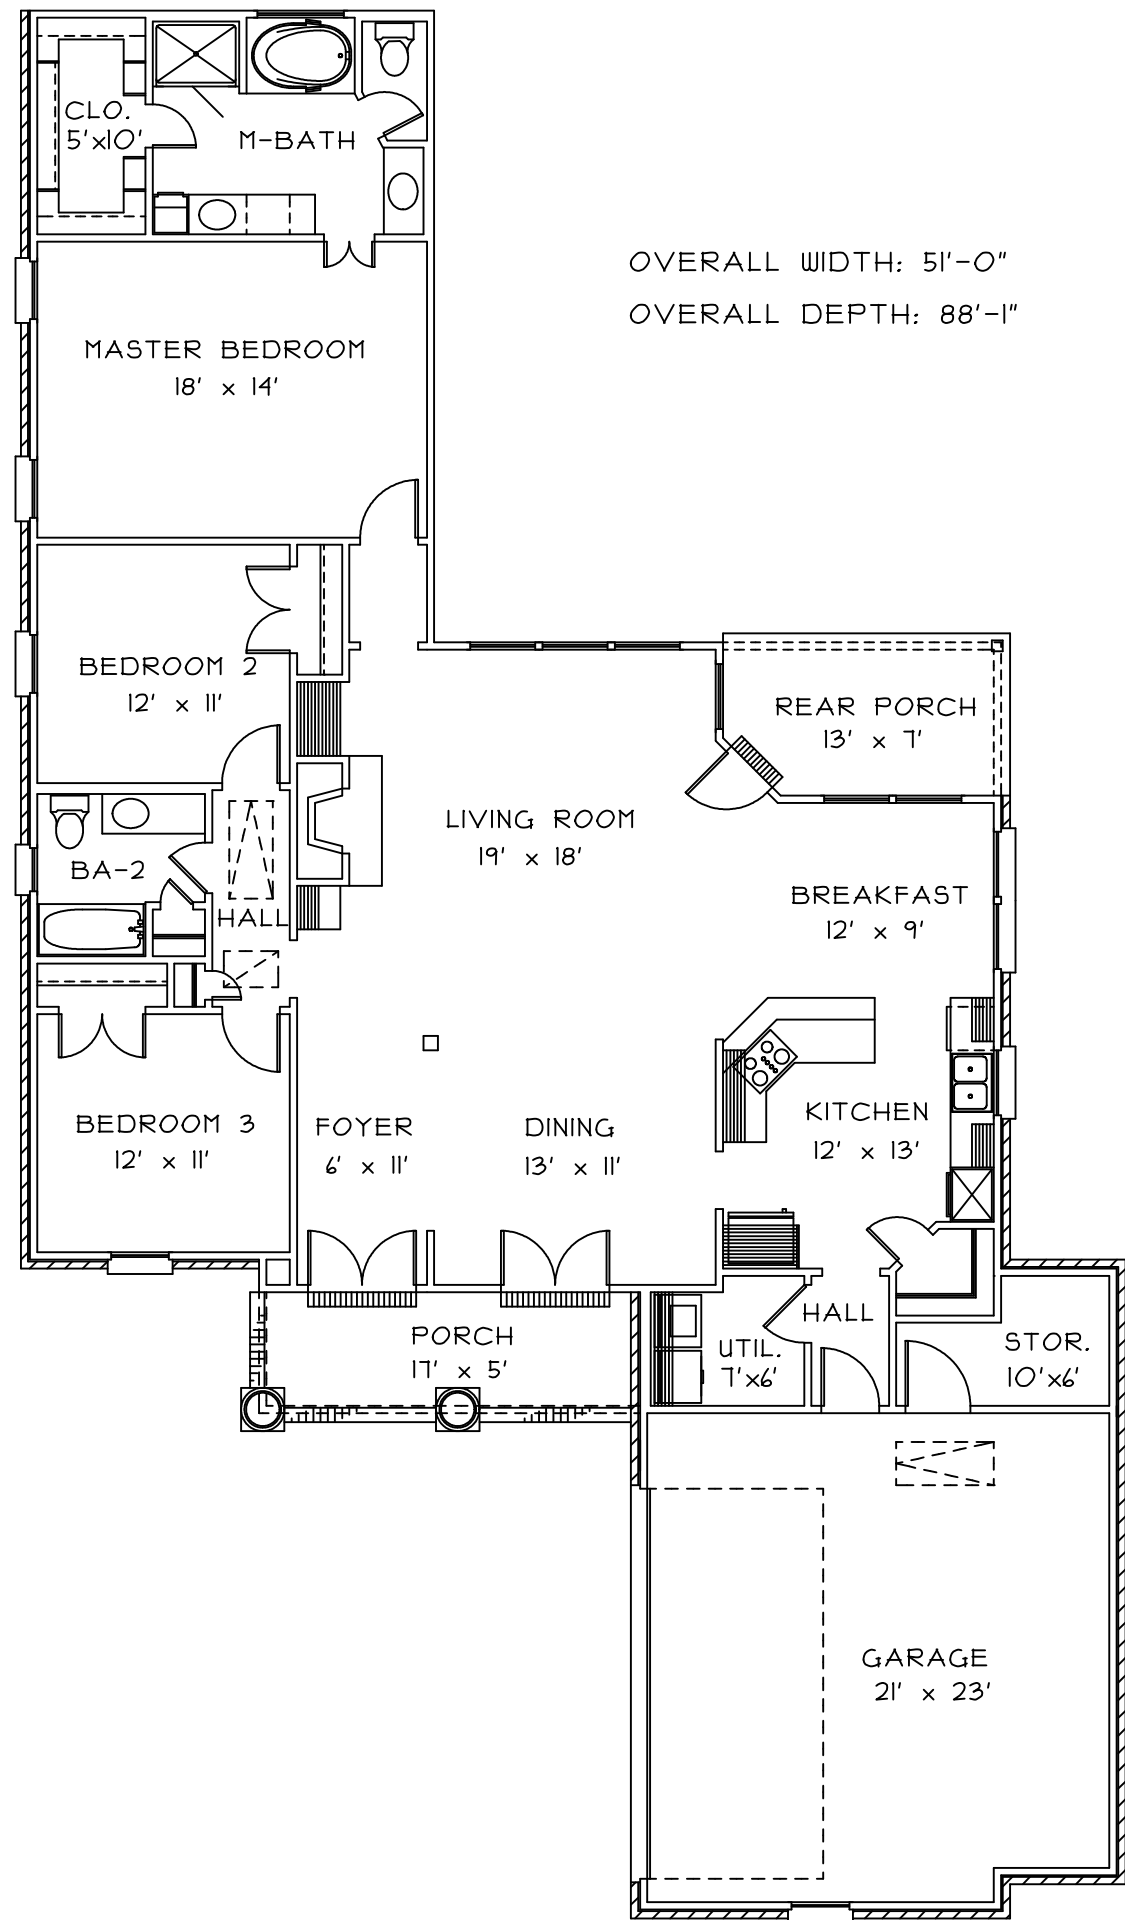 CLO.
5'x10'
M-BATH
OVERALL WIDTH: 51'-0"
OVERALL DEPTH: 88'-1"
MASTER BEDROOM
18' x 14'
BEDROOM 2
12' x 11'
REAR PORCH
13' x 7'
LIVING ROOM
19' x 18'
BA-2
BREAKFAST
12' x 9'
HALL
BEDROOM 3
12' x 11'
FOYER
6' x 11'
DINING
13' x 11'
KITCHEN
12' x 13'
HALL
PORCH
17' x 5'
UTIL.
7'x6'
STOR.
10'x6'
GARAGE
21' x 23'